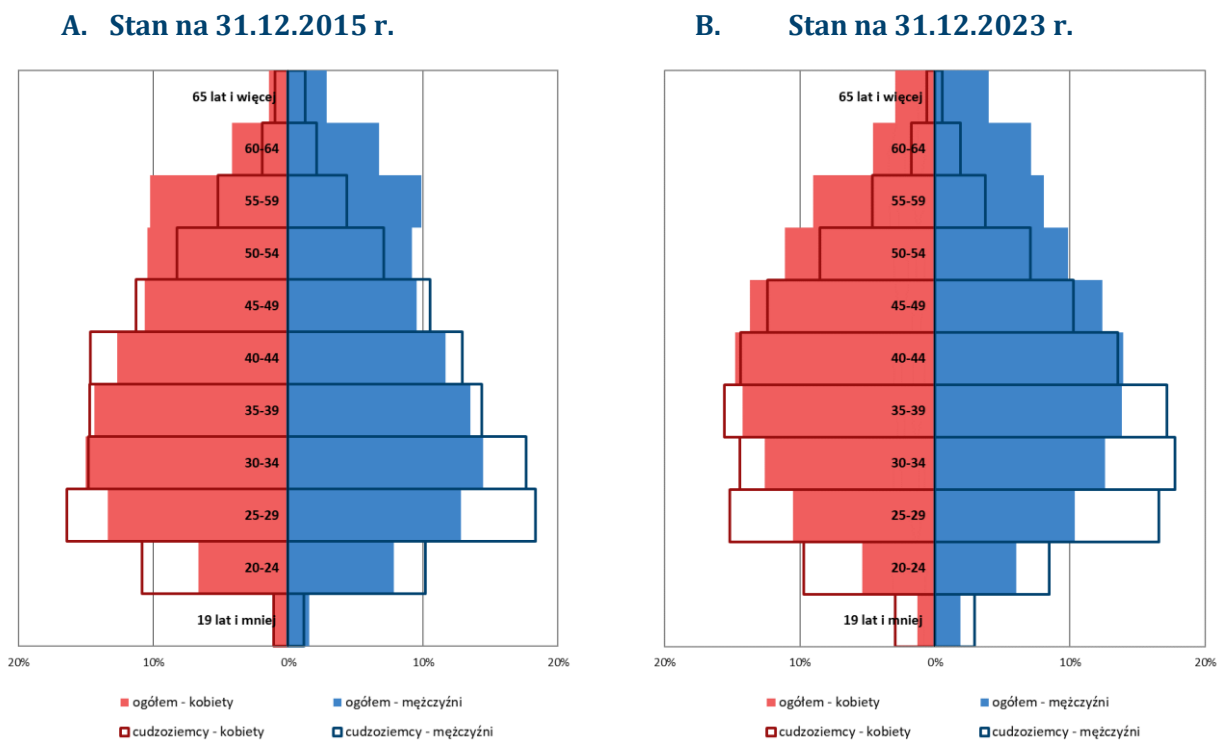 A. Stan na 31.12.2015 r.
65 lat i więcej
60-64
55-59
50-54
45-49
40-44
35-39
30-34
25-29
20-24
19 lat i mniej
20% 10% 0% 10% 20%
ogółem - kobiety ogółem - mężczyźni
cudzoziemcy - kobiety cudzoziemcy - mężczyźni
B. Stan na 31.12.2023 r.
65 lat i więcej
60-64
55-59
50-54
45-49
40-44
35-39
30-34
25-29
20-24
19 lat i mniej
20% 10% 0% 10% 20%
ogółem - kobiety ogółem - mężczyźni
cudzoziemcy - kobiety cudzoziemcy - mężczyźni